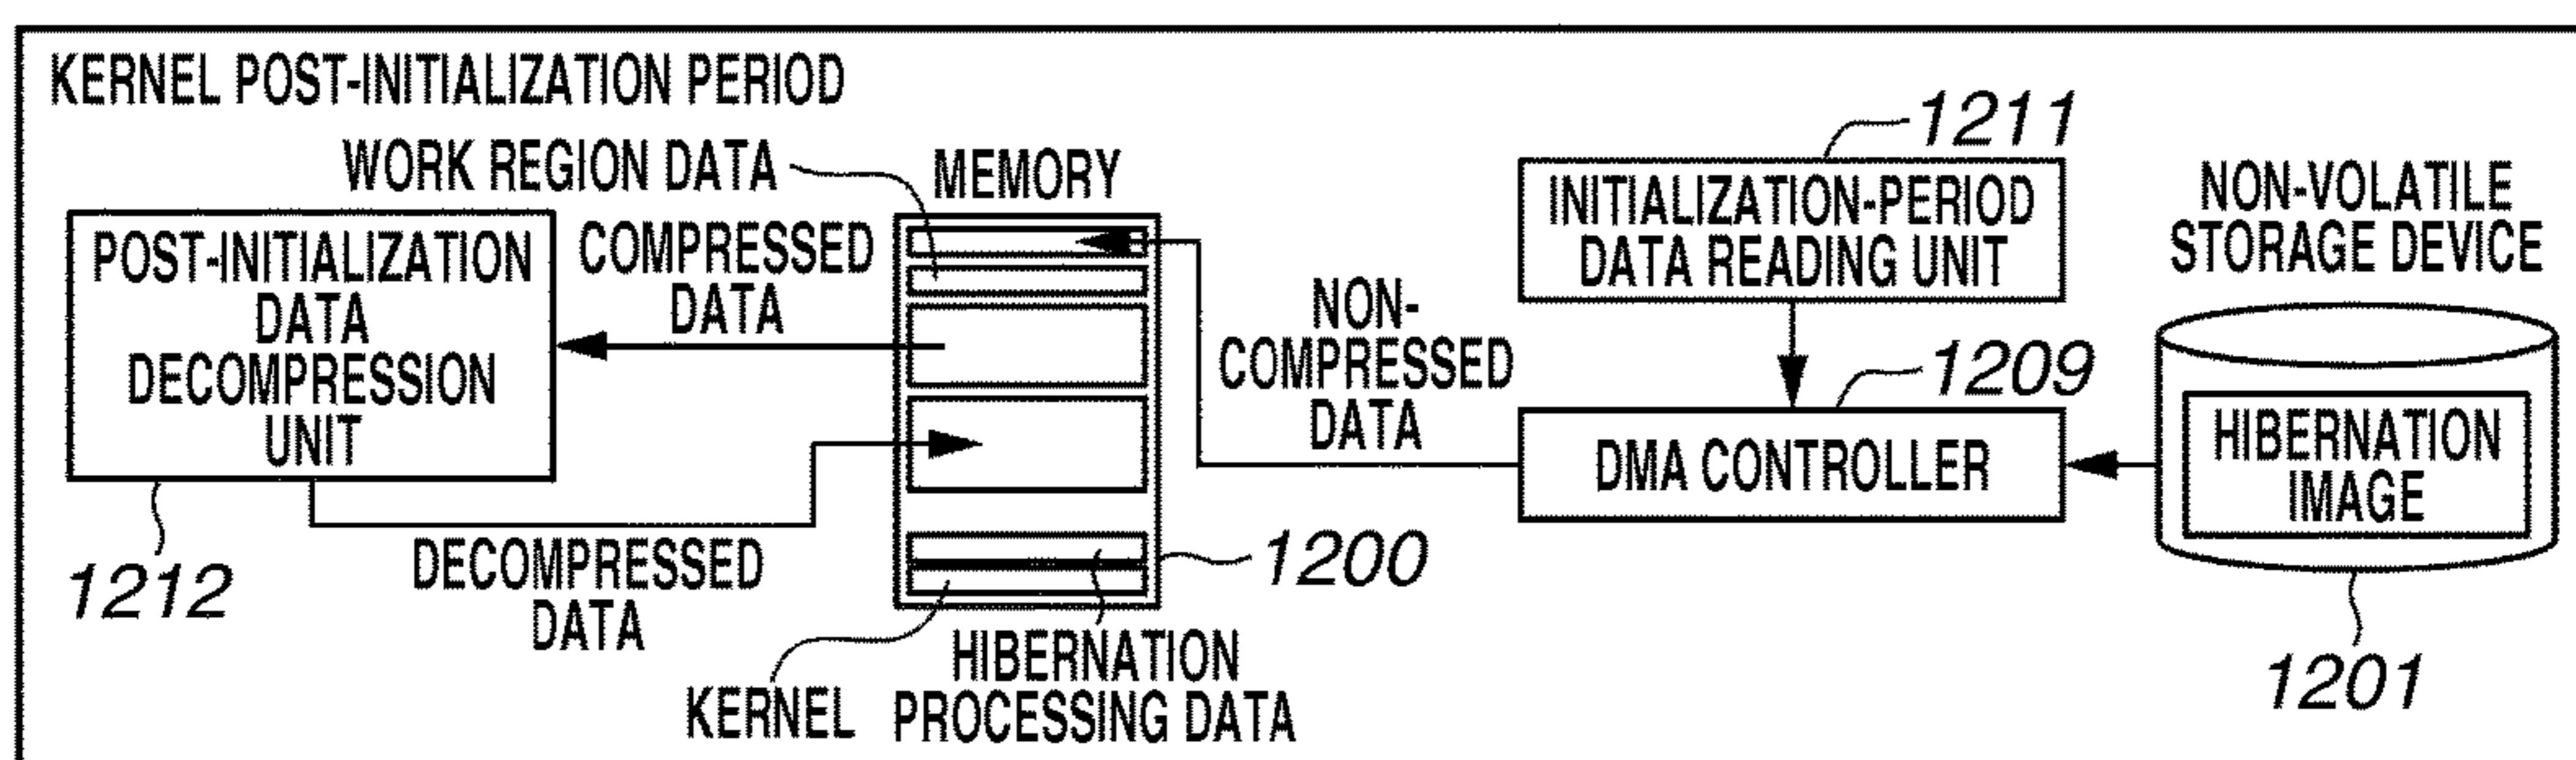 KERNEL POST-INITIALIZATION PERIOD
WORK REGION DATA
MEMORY
1211
INITIALIZATION-PERIOD
DATA READING UNIT
NON-VOLATILE
STORAGE DEVICE
POST-INITIALIZATION
DATA
DECOMPRESSION
UNIT
COMPRESSED
DATA
NON-
COMPRESSED
DATA
1209
DMA CONTROLLER
HIBERNATION
IMAGE
1212
DECOMPRESSED
DATA
1200
KERNEL
HIBERNATION
PROCESSING DATA
1201